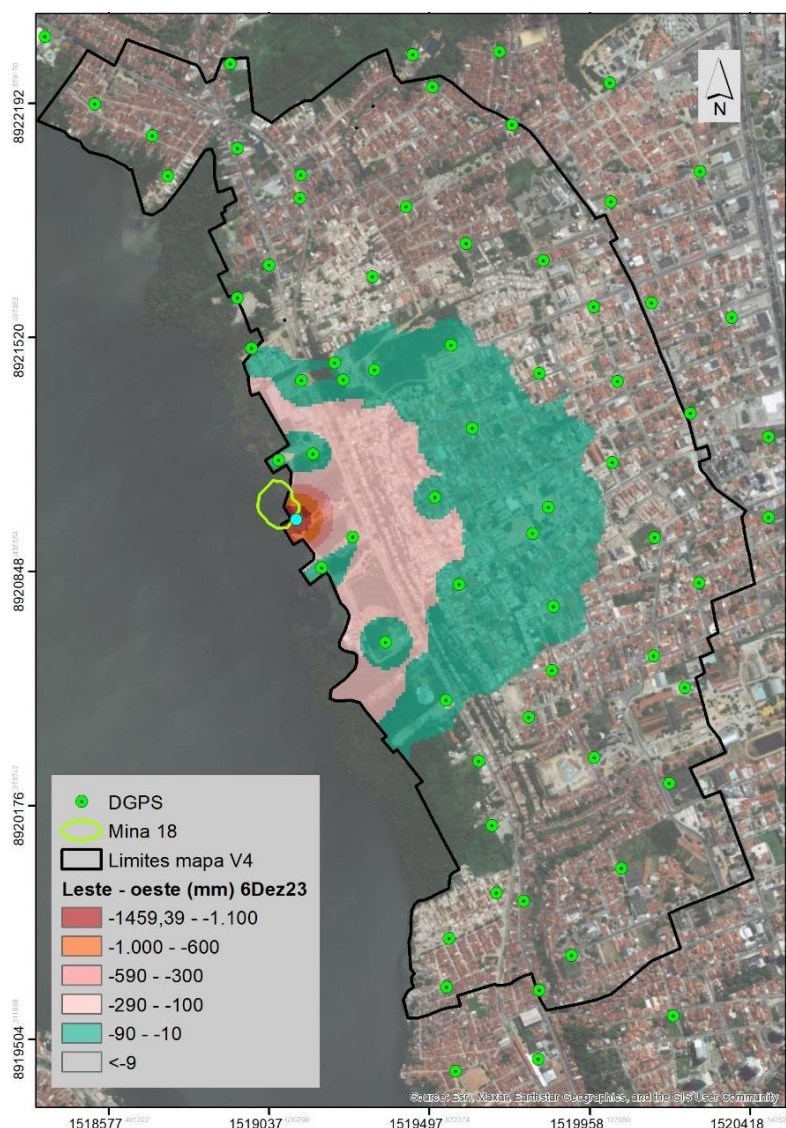 N
8922192
8921520
8920848
8920176
8919504
DGPS
Mina 18
Limites mapa V4
Leste - oeste (mm) 6Dez23
-1459,39 - -1.100
-1.000 - -600
-590 - -300
-290 - -100
-90 - -10
<-9
Source: Esri, Maxar, Earthstar Geographics, and the GIS User Community
1518577 1519037 1519497 1519958 1520418